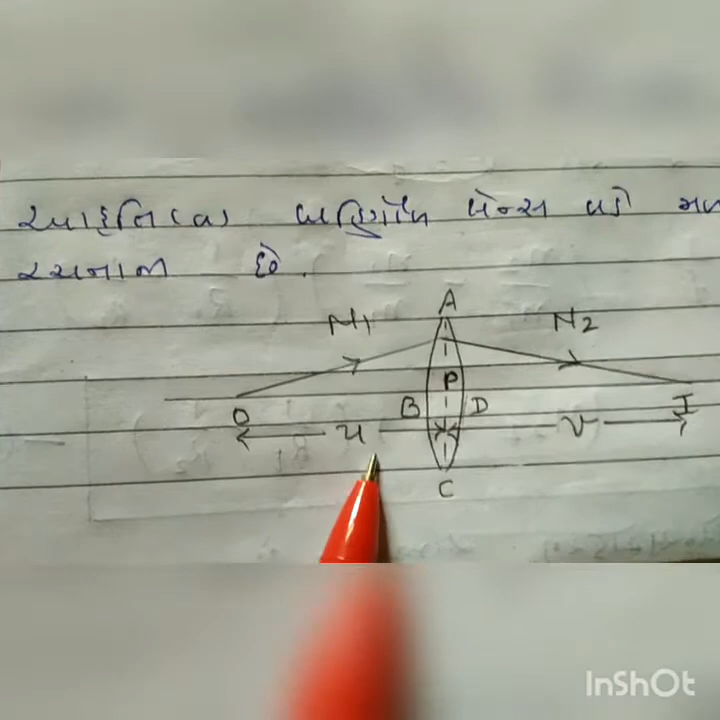 આકૃતિ (a) બહિર્ગોળ લેન્સ વડે
રચનાત્મ છે.
A
N1 N2
P
O B D I
u v
C
InShOt